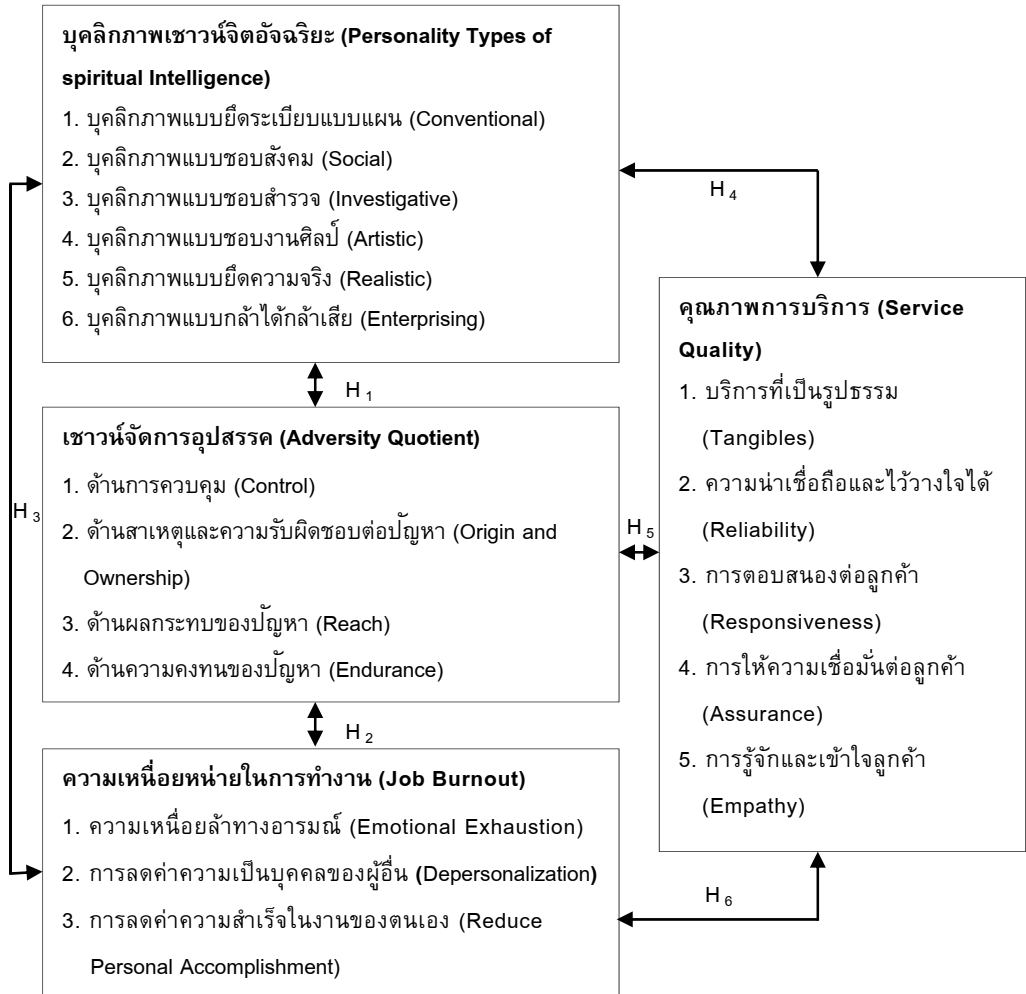 บุคลิกภาพเชาวน์จิตอัจฉริยะ (Personality Types of
spiritual Intelligence)
1. บุคลิกภาพแบบยึดระเบียบแบบแผน (Conventional)
2. บุคลิกภาพแบบชอบสังคม (Social)
3. บุคลิกภาพแบบชอบสำรวจ (Investigative)
4. บุคลิกภาพแบบชอบงานศิลป์ (Artistic)
5. บุคลิกภาพแบบยึดความจริง (Realistic)
6. บุคลิกภาพแบบกล้าได้กล้าเสีย (Enterprising)
H 4
H 1
เชาวน์จัดการอุปสรรค (Adversity Quotient)
1. ด้านการควบคุม (Control)
2. ด้านสาเหตุและความรับผิดชอบต่อปัญหา (Origin and
Ownership)
3. ด้านผลกระทบของปัญหา (Reach)
4. ด้านความคงทนของปัญหา (Endurance)
H 3
H 5
H 2
คุณภาพการบริการ (Service
Quality)
1. บริการที่เป็นรูปธรรม
(Tangibles)
2. ความน่าเชื่อถือและไว้วางใจได้
(Reliability)
3. การตอบสนองต่อลูกค้า
(Responsiveness)
4. การให้ความเชื่อมั่นต่อลูกค้า
(Assurance)
5. การรู้จักและเข้าใจลูกค้า
(Empathy)
ความเหนื่อยหน่ายในการทำงาน (Job Burnout)
1. ความเหนื่อยล้าทางอารมณ์ (Emotional Exhaustion)
2. การลดค่าความเป็นบุคคลของผู้อื่น (Depersonalization)
3. การลดค่าความสำเร็จในงานของตนเอง (Reduce
Personal Accomplishment)
H 6